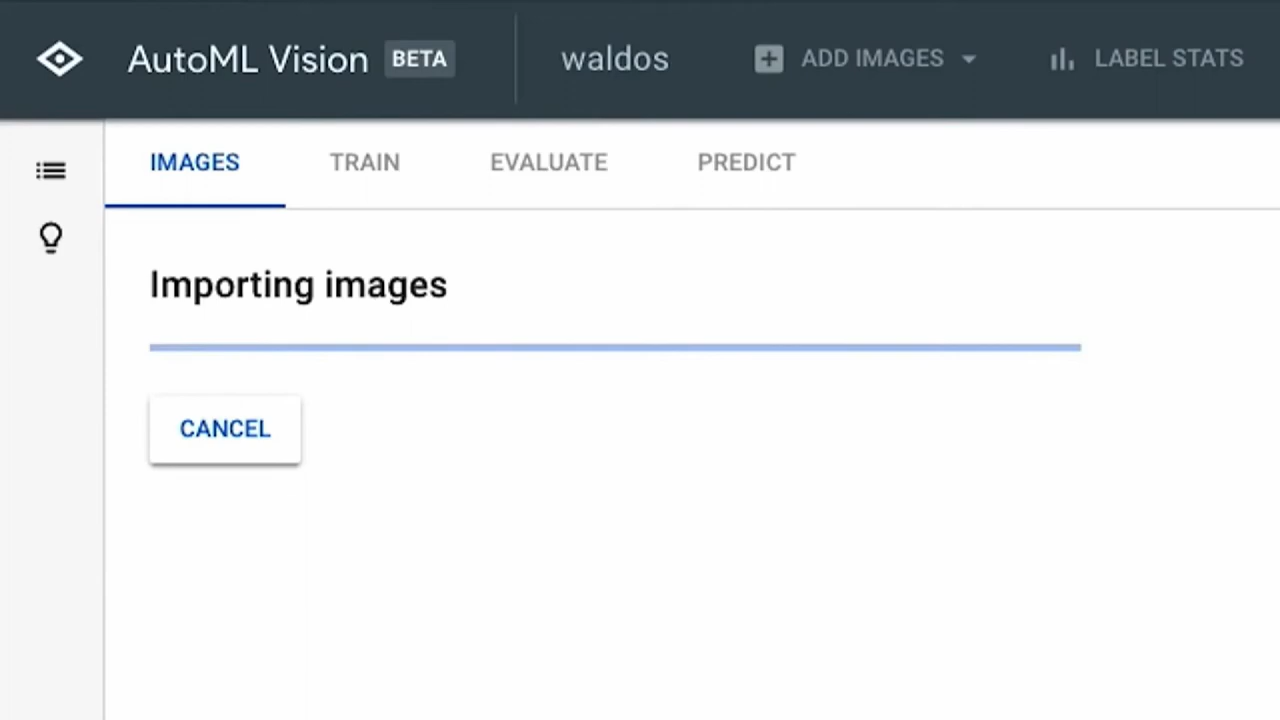 AutoML Vision BETA waldos ADD IMAGES LABEL STATS
IMAGES TRAIN EVALUATE PREDICT
Importing images
CANCEL